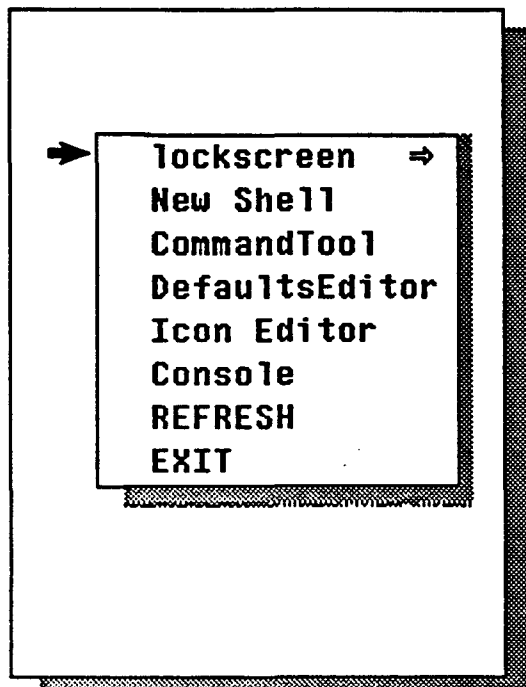 lockscreen ⇒
New Shell
CommandTool
DefaultsEditor
Icon Editor
Console
REFRESH
EXIT